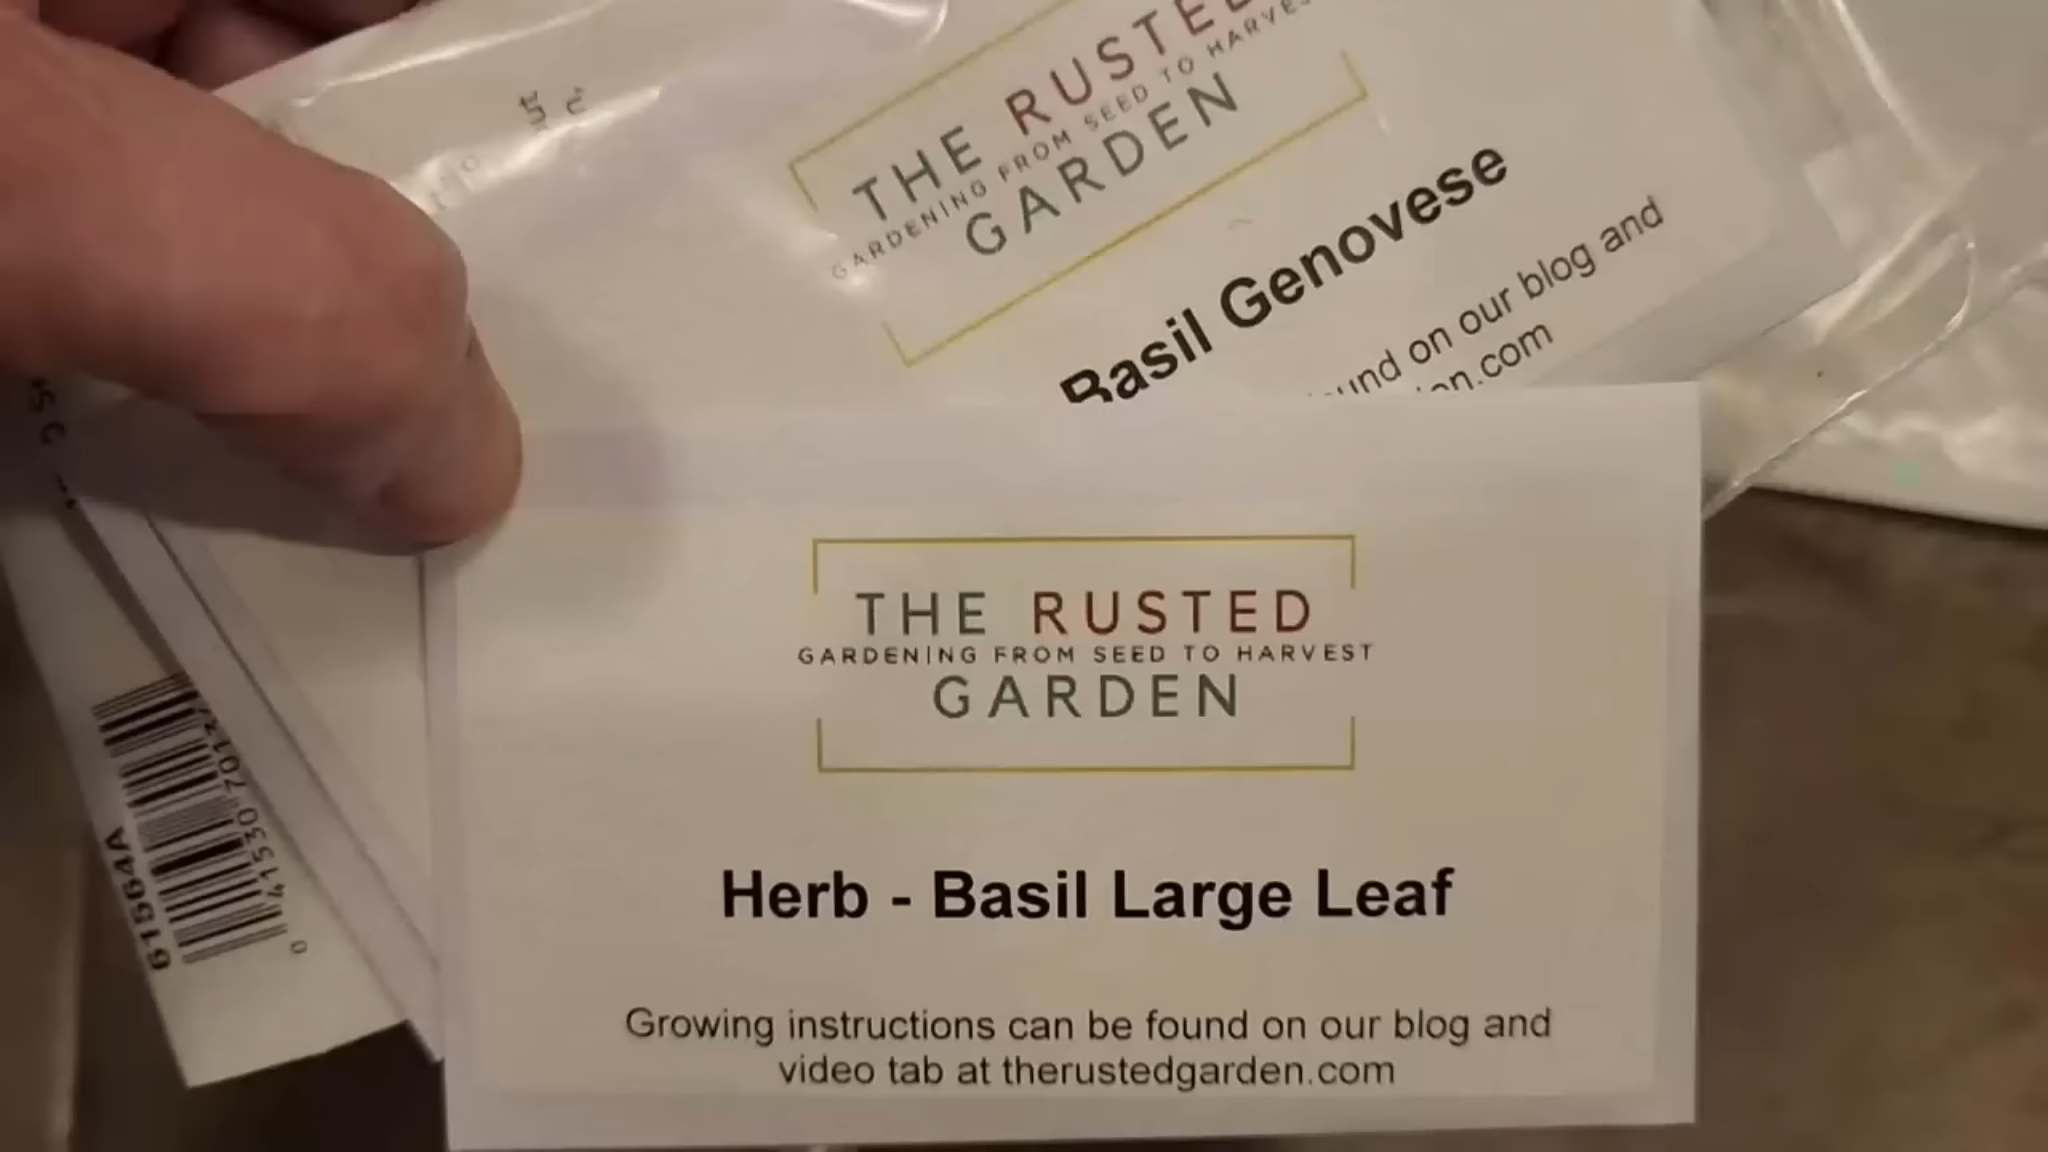 THE RUSTED
GARDENING FROM SEED TO HARVEST
GARDEN
Basil Genovese
on our blog and
THE RUSTED
GARDENING FROM SEED TO HARVEST
GARDEN
Herb - Basil Large Leaf
Growing instructions can be found on our blog and
video tab at therustedgarden.com
615564A